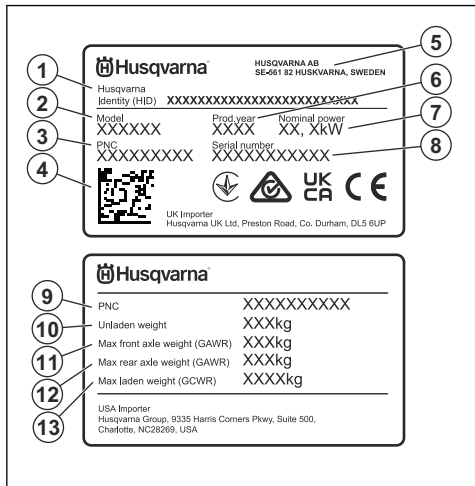 Husqvarna
HUSQVARNA AB
SE-561 82 HUSKVARNA, SWEDEN
5
1
Husqvarna
Identity (HID) XXXXXXXXXXXXXXXXXXXXXXXXXX
6
2
Model Prod.year Nominal power
XXXXXX XXXX XX, XkW
7
3
PNC Serial number
XXXXXXXXX XXXXXXXXXXX
8
4
UK
CA
CE
UK Importer
Husqvarna UK Ltd, Preston Road, Co. Durham, DL5 6UP
Husqvarna
9 PNC XXXXXXXXXX
10 Unladen weight XXXkg
11 Max front axle weight (GAWR) XXXkg
12 Max rear axle weight (GAWR) XXXkg
13 Max laden weight (GCWR) XXXXkg
USA Importer
Husqvarna Group, 9335 Harris Corners Pkwy, Suite 500,
Charlotte, NC28269, USA